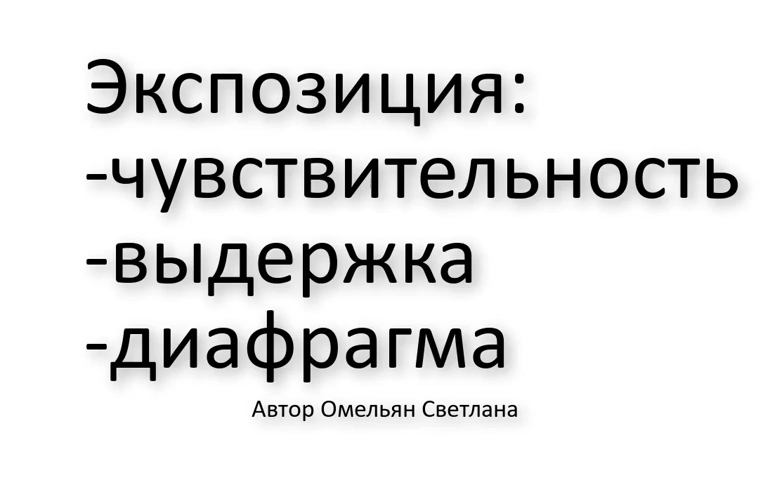 Экспозиция:
-чувствительность
-выдержка
-диафрагма
Автор Омельян Светлана